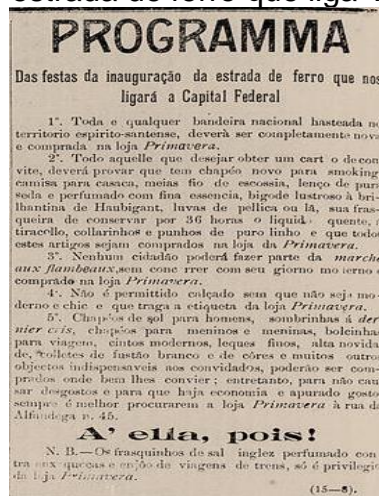 PROGRAMMA
Das festas da inauguração da estrada de ferro que nos
ligará a Capital Federal
1º. Toda e qualquer bandeira nacional hasteada no
territorio espirito-santense, deverá ser completamente nova
e comprada na loja Primavera.
2º. Todo aquelle que desejar obter um cart o de con
vite, deverá provar que tem chapéo novo para smoking,
camisa para casaca, meias fio de escossia, lenço de pura
seda e perfumado com fina essencia, bigode lustroso à bri-
lhantina de Haubigant, luvas de pellica ou lã, sua fras-
queira de conservar por 36 horas o liquid quente, a
tiracollo, collarinhos e punhos de puro linho e que todos
estes artigos sejam comprados na loja da Primavera.
3º. Nenhum cidadão poderá fazer parte da marche
aux flambeaux, sem conc rrer com seu giorno mo erno e
comprado na loja Primavera.
4º. Não é permittido calçado sem que não seja mo-
derno e chic e que traga a etiqueta da loja Primavera.
5º. Chapéos de sol para homens, sombrinhas á der
nier cris, chapéos para meninos e meninas, bolcinhas
para viagem, cintos modernos, leques finos, alta novida
de, colletes de fustão branco e de côres e muitos outros
objectos indispensaveis aos convidados, poderão ser com-
prados onde bem lhes convier; entretanto, para não cau
sar desgostos e para que haja economia e apurado gosto
sempre é melhor procurarem a loja Primavera à rua da
Alfandega n. 45.
A' ella, pois!
N. B.—Os frasquinhos de sal inglez perfumado con
tra enxaquecas e enjôo de viagens de trens, só é privilegio
da loja Primavera.
(15—8).